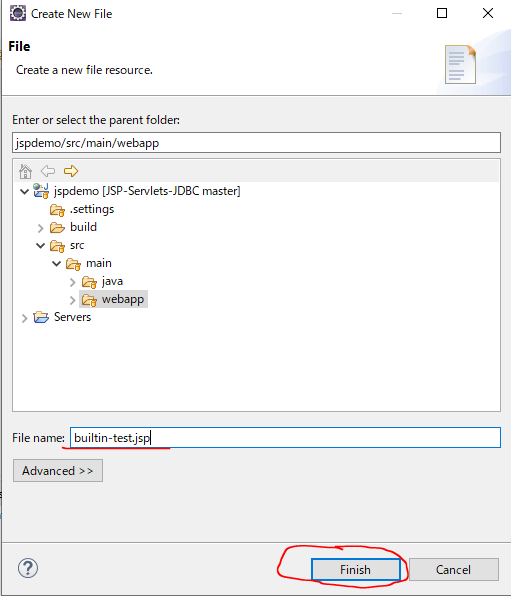 Create New File
File
Create a new file resource.
Enter or select the parent folder:
jspdemo/src/main/webapp
jspdemo [JSP-Servlets-JDBC master]
.settings
build
src
main
java
webapp
Servers
File name: builtin-test.jsp
Advanced >>
? Finish Cancel